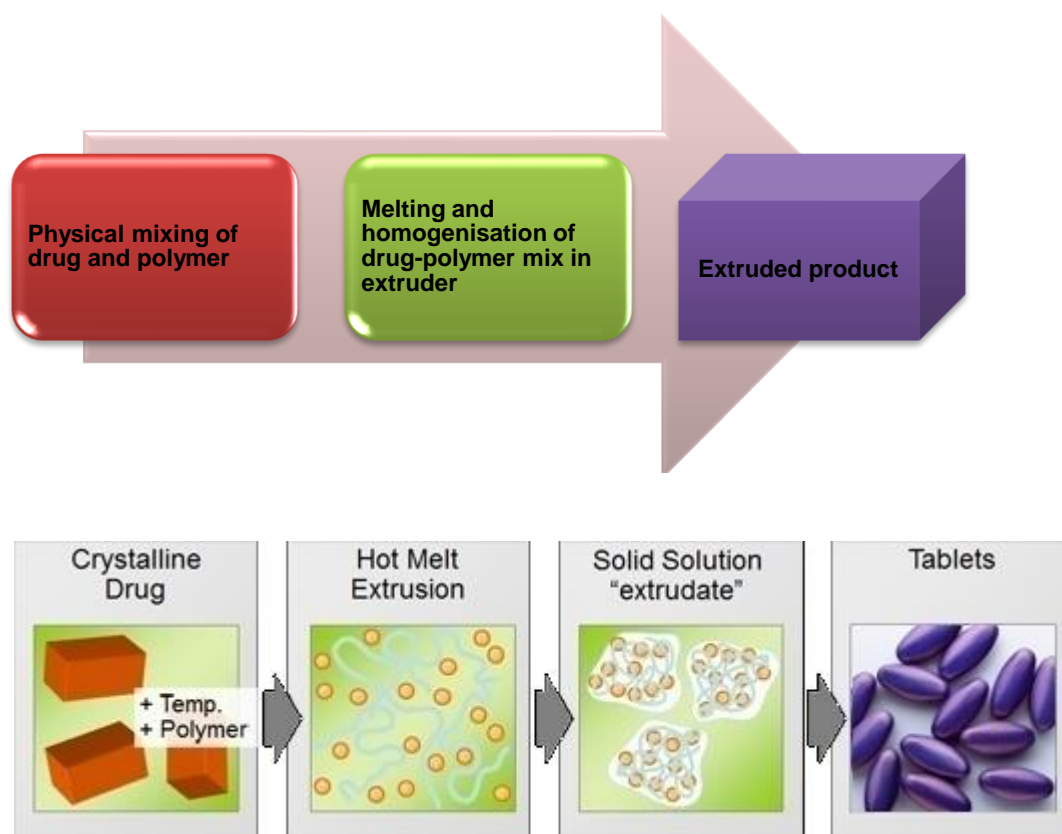 Physical mixing of
drug and polymer
Melting and
homogenisation of
drug-polymer mix in
extruder
Extruded product
Crystalline
Drug
+ Temp.
+ Polymer
Hot Melt
Extrusion
Solid Solution
“extrudate”
Tablets